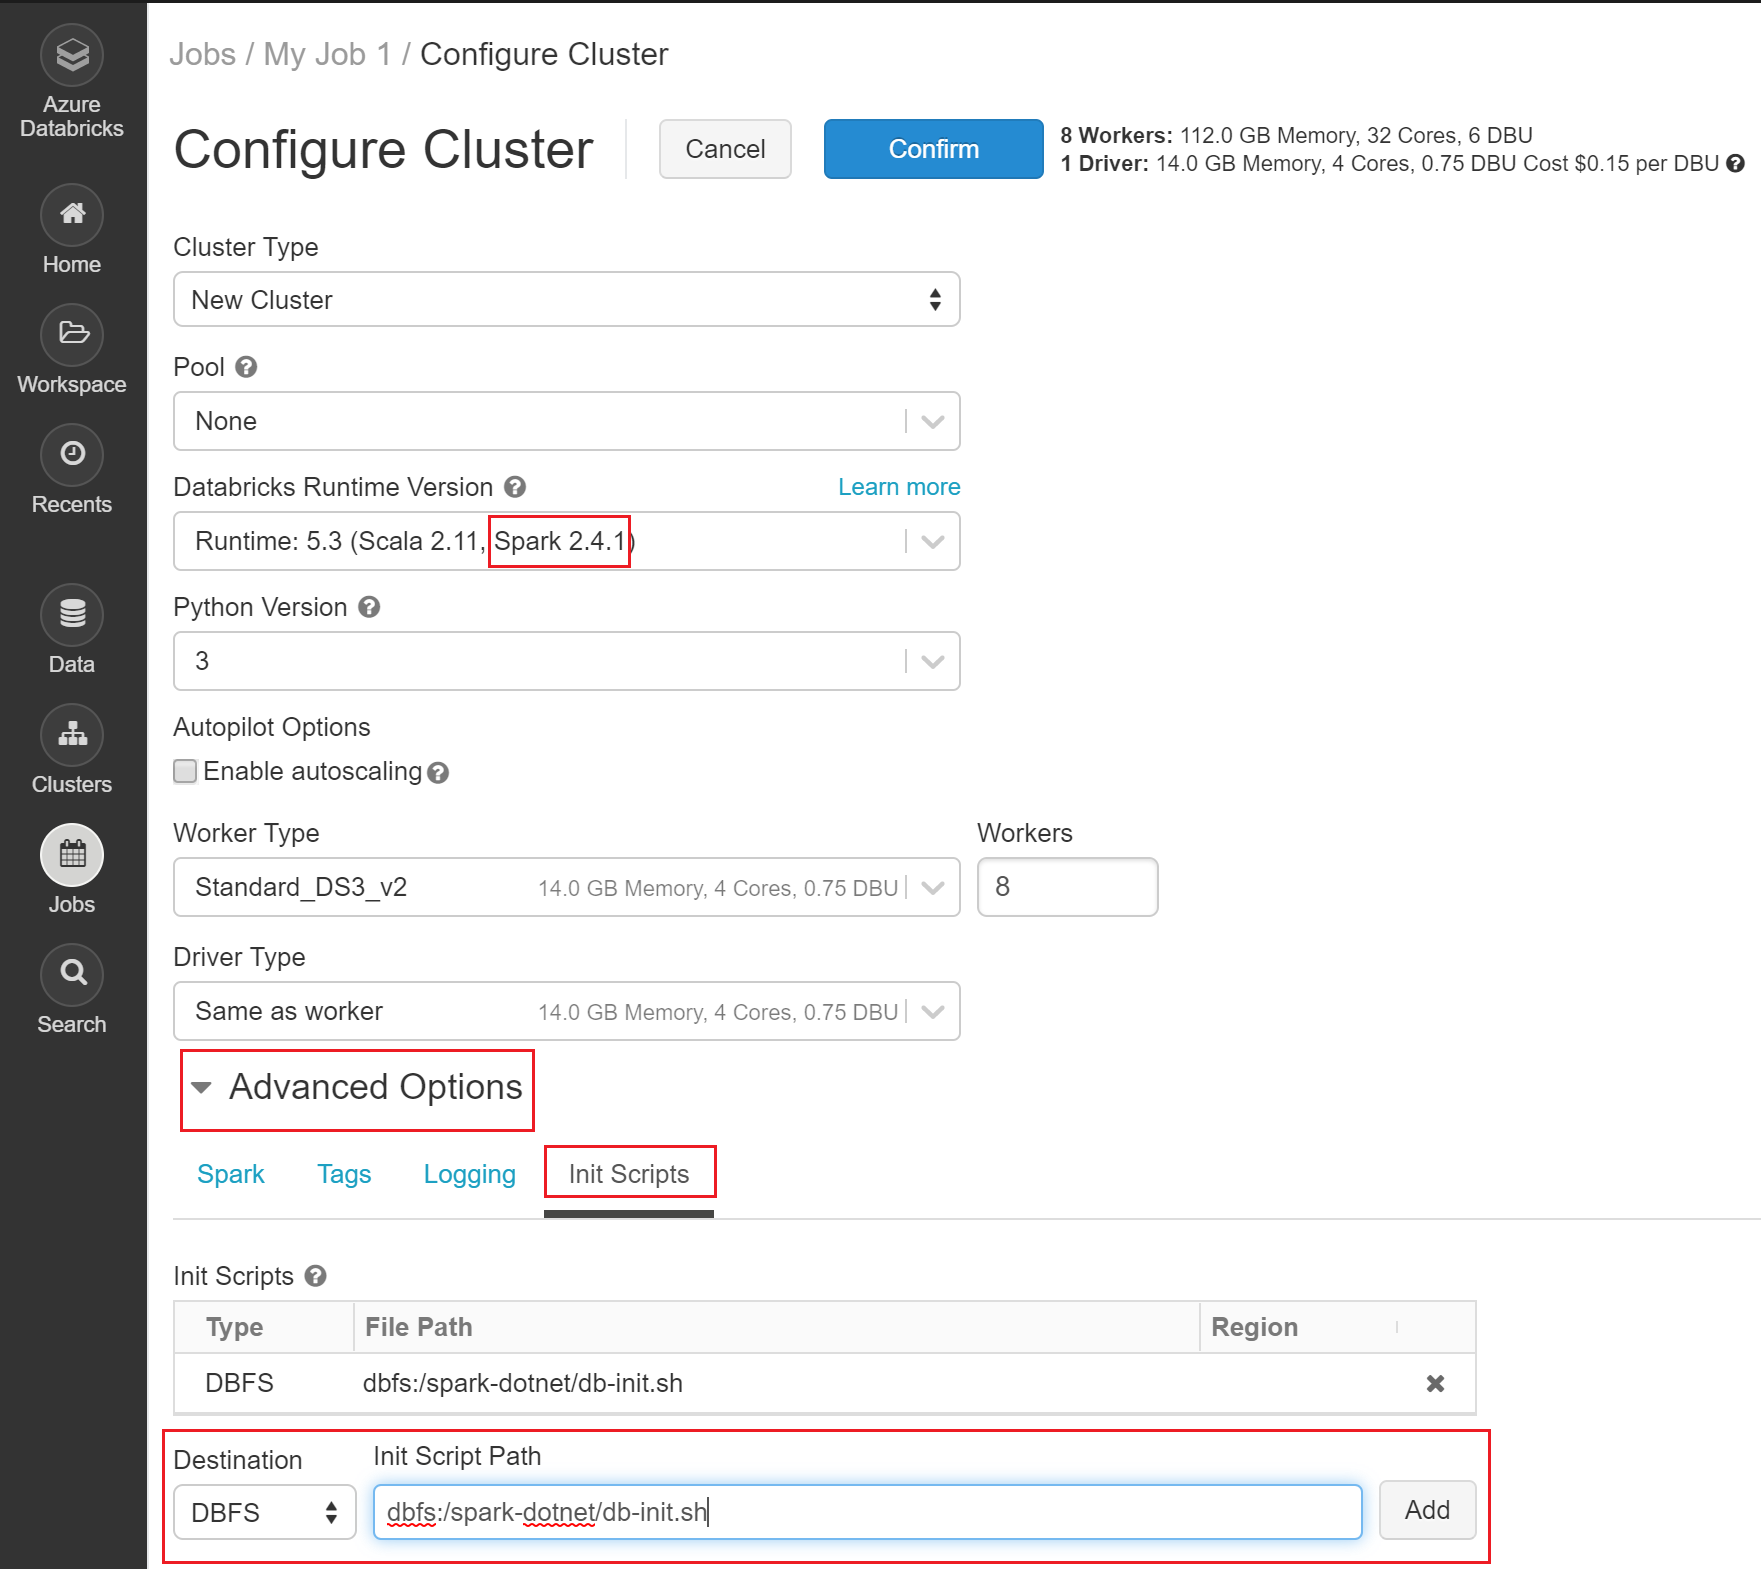 Azure
Databricks
Home
Workspace
Recents
Data
Clusters
Jobs
Search
Jobs / My Job 1 / Configure Cluster
Configure Cluster
Cancel
Confirm
8 Workers: 112.0 GB Memory, 32 Cores, 6 DBU
1 Driver: 14.0 GB Memory, 4 Cores, 0.75 DBU Cost $0.15 per DBU ?
Cluster Type
New Cluster
Pool ?
None
Databricks Runtime Version ? Learn more
Runtime: 5.3 (Scala 2.11, Spark 2.4.1)
Python Version ?
3
Autopilot Options
Enable autoscaling ?
Worker Type Workers
Standard_DS3_v2 14.0 GB Memory, 4 Cores, 0.75 DBU 8
Driver Type
Same as worker 14.0 GB Memory, 4 Cores, 0.75 DBU
Advanced Options
Spark Tags Logging Init Scripts
Init Scripts ?
Type File Path Region
DBFS dbfs:/spark-dotnet/db-init.sh
Destination Init Script Path
DBFS dbfs:/spark-dotnet/db-init.sh Add